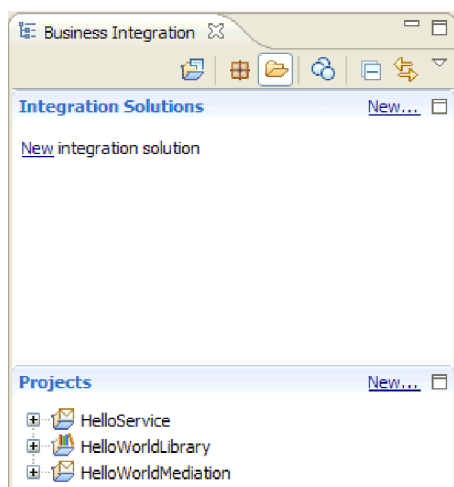 Business Integration
Integration Solutions New...
New integration solution
Projects New...
HelloService
HelloWorldLibrary
HelloWorldMediation